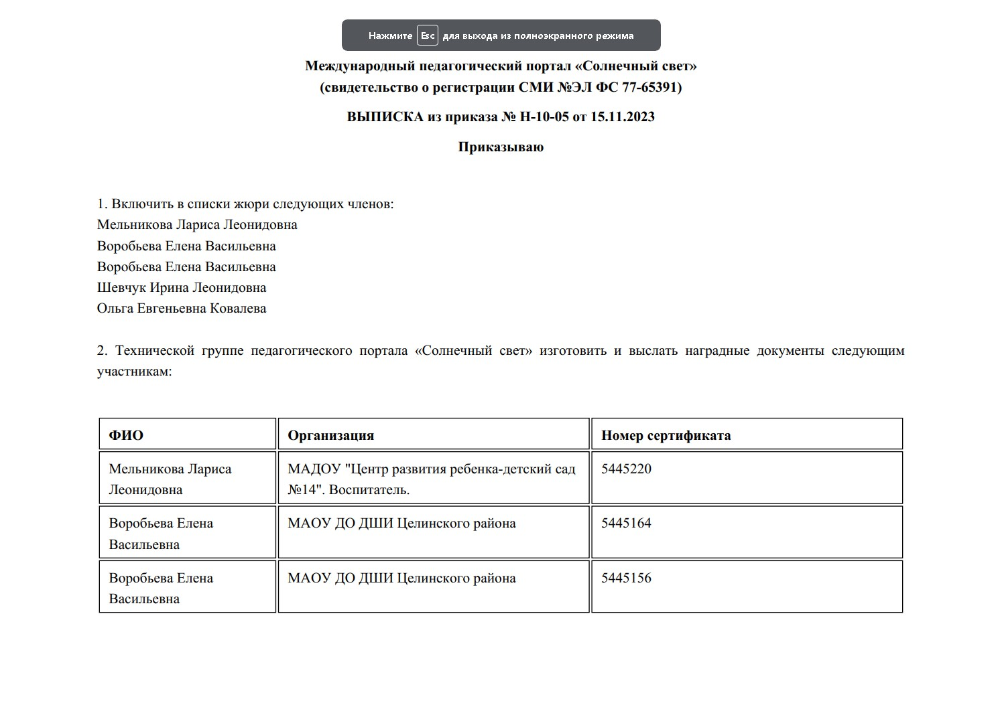 Нажмите Esc для выхода из полноэкранного режима
Международный педагогический портал «Солнечный свет»
(свидетельство о регистрации СМИ №ЭЛ ФС 77-65391)
ВЫПИСКА из приказа № Н-10-05 от 15.11.2023
Приказываю
1. Включить в списки жюри следующих членов:
Мельникова Лариса Леонидовна
Воробьева Елена Васильевна
Воробьева Елена Васильевна
Шевчук Ирина Леонидовна
Ольга Евгеньевна Ковалева
2. Технической группе педагогического портала «Солнечный свет» изготовить и выслать наградные документы следующим
участникам:
ФИО Организация Номер сертификата
Мельникова Лариса МАДОУ "Центр развития ребенка-детский сад 5445220
Леонидовна №14". Воспитатель.
Воробьева Елена МАОУ ДО ДШИ Целинского района 5445164
Васильевна
Воробьева Елена МАОУ ДО ДШИ Целинского района 5445156
Васильевна